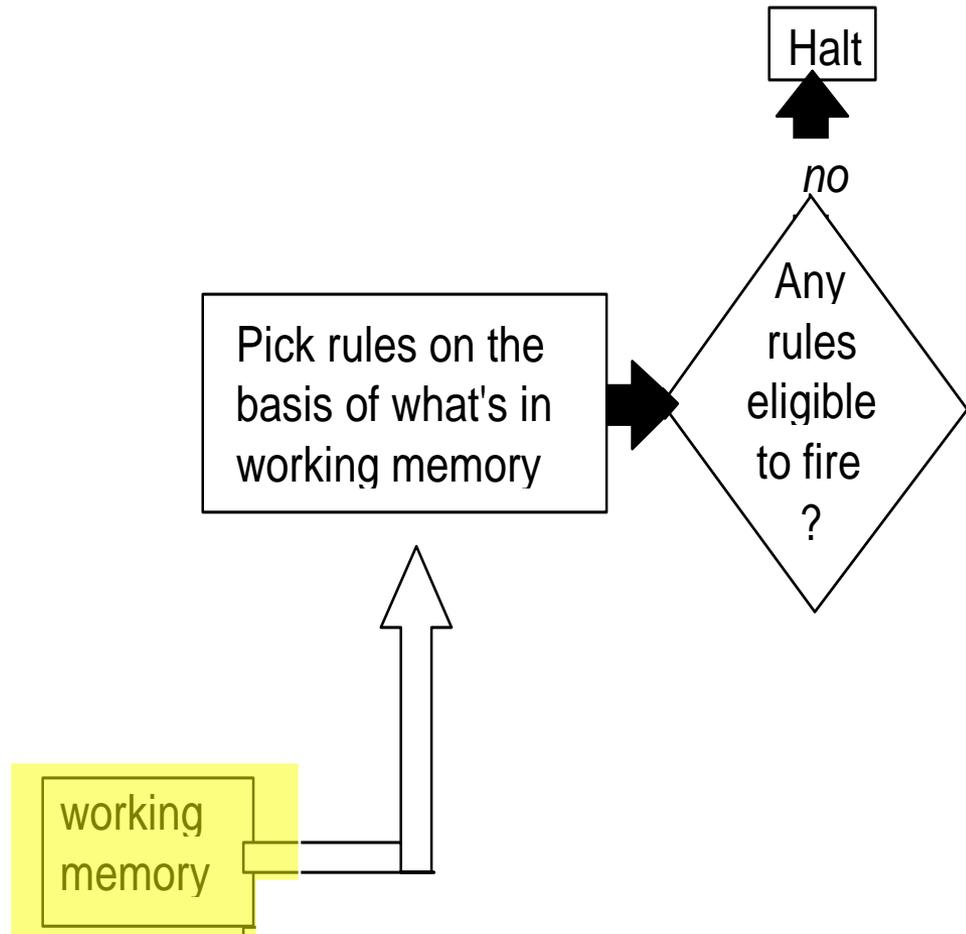 Halt
no
Any
rules
eligible
to fire
?
Pick rules on the
basis of what's in
working memory
working
memory